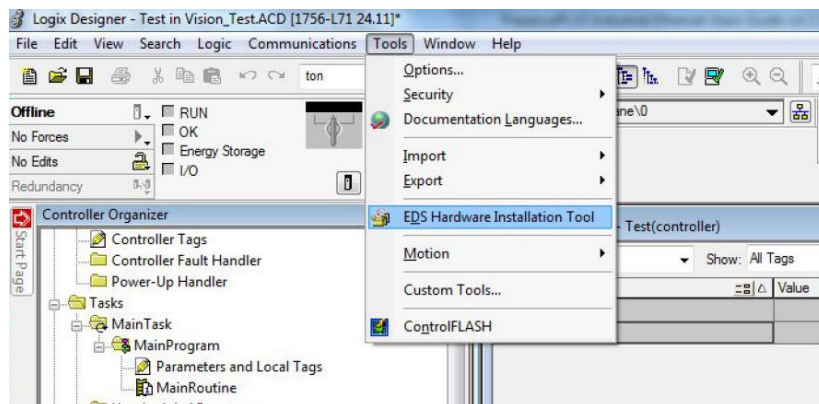 Logix Designer - Test in Vision_Test.ACD [1756-L71 24.11]*
File Edit View Search Logic Communications Tools Window Help
ton
Offline
RUN
No Forces
OK
No Edits
Energy Storage
Redundancy
I/O
Options...
Security
Documentation Languages...
Import
Export
EDS Hardware Installation Tool
Motion
Custom Tools...
ControlFLASH
ane\0
Start Page
Controller Organizer
Controller Tags
Controller Fault Handler
Power-Up Handler
Tasks
MainTask
MainProgram
Parameters and Local Tags
MainRoutine
- Test(controller)
Show: All Tags
Value